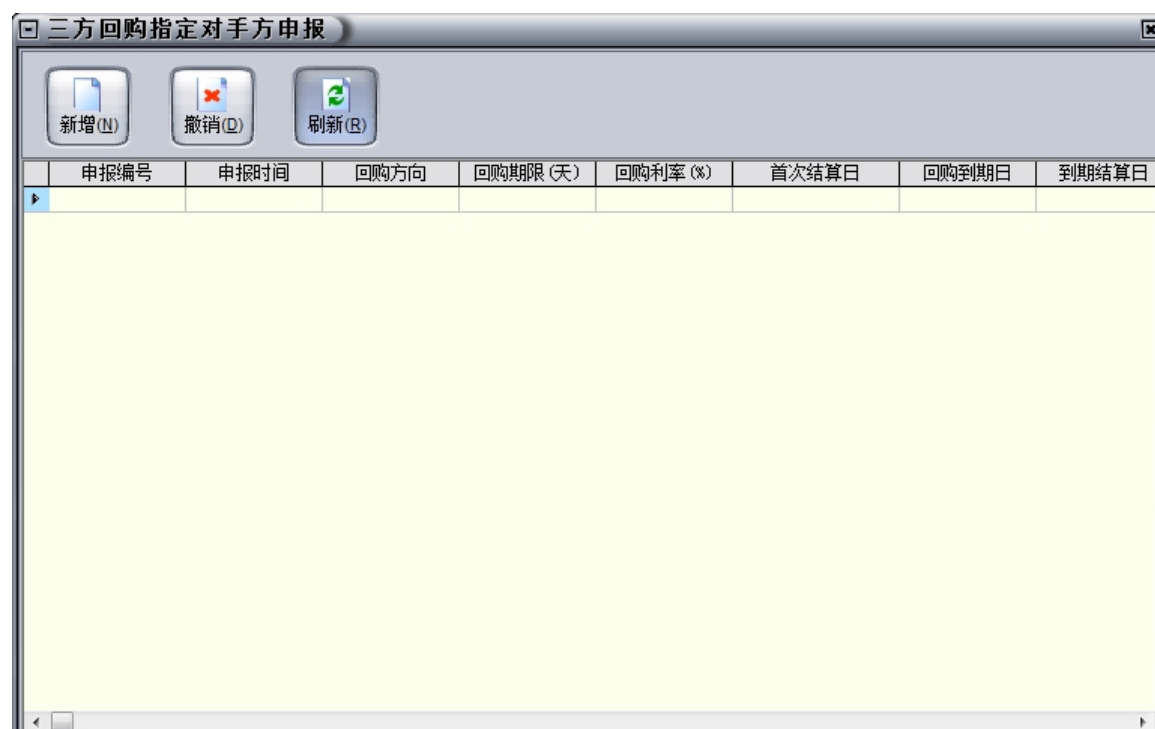 三方回购指定对手方申报
新增(N) 撤销(D) 刷新(R)
申报编号 申报时间 回购方向 回购期限(天) 回购利率(%) 首次结算日 回购到期日 到期结算日